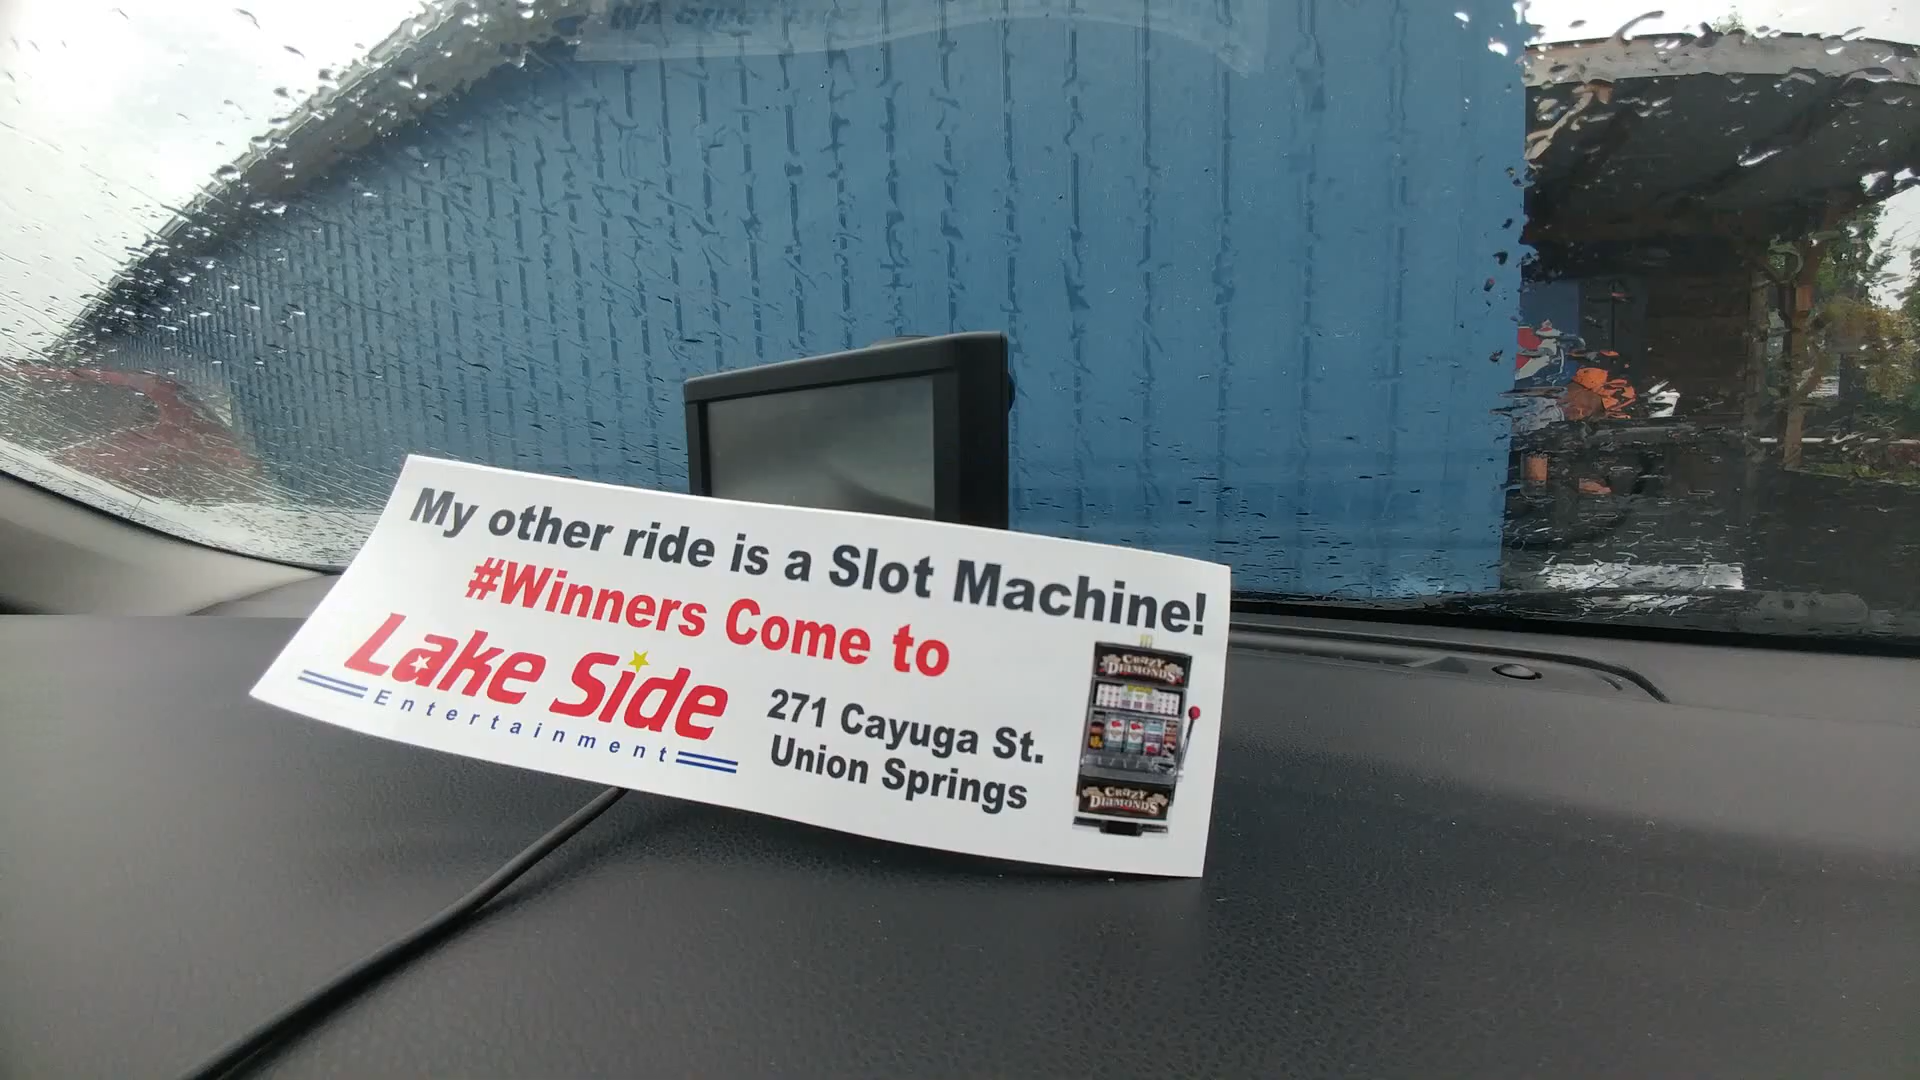 My other ride is a Slot Machine!
#Winners Come to
Lake Side
Entertainment
271 Cayuga St.
Union Springs
CRAZY
DIAMONDS
CRAZY
DIAMONDS